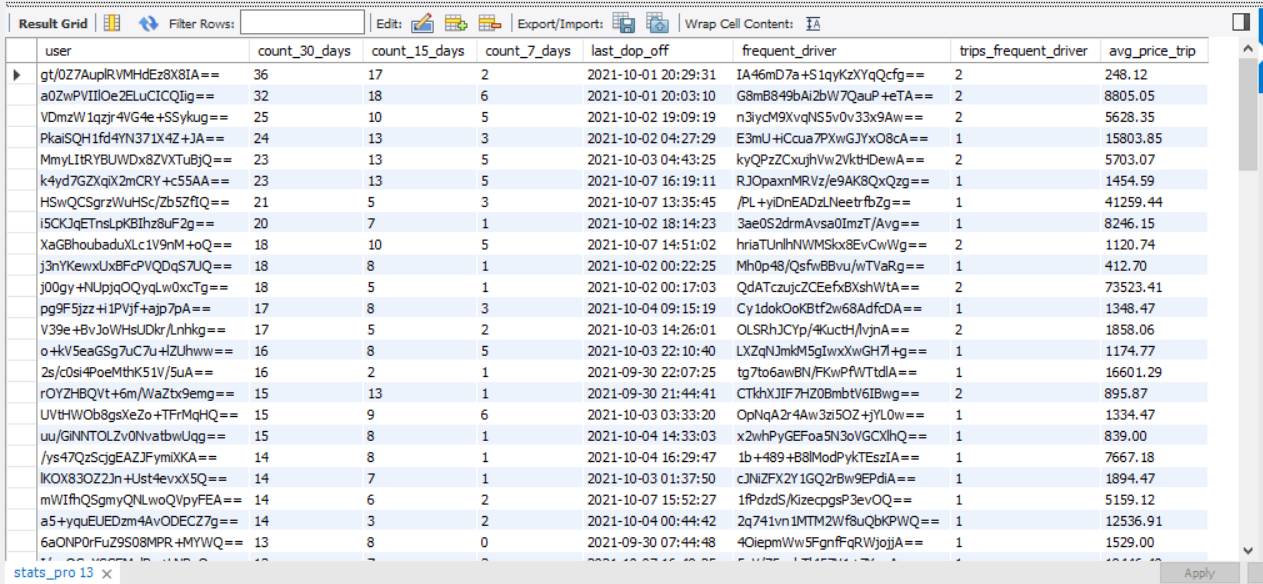 Result Grid Filter Rows: Edit: Export/Import: Wrap Cell Content: IA
user count_30_days count_15_days count_7_days last_dop_off frequent_driver trips_frequent_driver avg_price_trip
gt/0Z7AuplRVMHdEz8X8IA== 36 17 2 2021-10-01 20:29:31 IA46mD7a+S1qyKzXYqQcfg== 2 248.12
a0ZwPVIIlOe2ELuCICQIig== 32 18 6 2021-10-01 20:03:10 G8mB849bAi2bW7QauP+eTA== 2 8805.05
VDmzW1qzjr4VG4e+SSykug== 25 10 5 2021-10-02 19:09:19 n3iycM9XvqNS5v0v33x9Aw== 2 5628.35
PkaiSQH1fd4YN371X4Z+JA== 24 13 3 2021-10-02 04:27:29 E3mU+iCcua7PXwGJYxO8cA== 1 15803.85
MmyLItRYBUWDx8ZVXTuBjQ== 23 13 5 2021-10-03 04:43:25 kyQPzZCxujhVw2VktHDewA== 2 5703.07
k4yd7GZXqiX2mCRY+c55AA== 23 13 5 2021-10-07 16:19:11 RJOpaxnMRVz/e9AK8QxQzg== 1 1454.59
HSwQCSgrzWuHSc/Zb5ZfIQ== 21 5 3 2021-10-07 13:35:45 /PL+yiDnEADzLNeetrfbZg== 1 41259.44
i5CKJqETnsLpKBIhz8uF2g== 20 7 1 2021-10-02 18:14:23 3ae0S2drmAvsa0ImzT/Avg== 1 8246.15
XaGBhoubaduXLc1V9nM+oQ== 18 10 5 2021-10-07 14:51:02 hriaTUnlhNWMSkx8EvCwWg== 2 1120.74
j3nYKewxUxBFcPVQDqS7UQ== 18 8 1 2021-10-02 00:22:25 Mh0p48/QsfwBBvu/wTVaRg== 1 412.70
j00gy+NUpjqOQyqLw0xcTg== 18 5 1 2021-10-02 00:17:03 QdATczujcZCEefxBXshWtA== 2 73523.41
pg9F5jzz+i1PVjf+ajp7pA== 17 8 3 2021-10-04 09:15:19 Cy1dokOoKBtf2w68AdfcDA== 1 1348.47
V39e+BvJoWHsUDkr/Lnhkg== 17 5 2 2021-10-03 14:26:01 OLSRhJCYp/4KuctH/lvjnA== 2 1858.06
o+kV5eaGSg7uC7u+lZUhww== 16 8 5 2021-10-03 22:10:40 LXZqNJmkM5gIwxXwGH7l+g== 1 1174.77
2s/c0si4PoeMthK51V/5uA== 16 2 1 2021-09-30 22:07:25 tg7to6awBN/FKwPfWTtdlA== 1 16601.29
rOYZHBQVt+6m/WaZtx9emg== 15 13 1 2021-09-30 21:44:41 CTkhXJIF7HZ0BmbtV6IBwg== 2 895.87
UVtHWOb8gsXeZo+TFrMqHQ== 15 9 6 2021-10-03 03:33:20 OpNqA2r4Aw3zi5OZ+jYL0w== 1 1334.47
uu/GiNNTOLZv0NvatbwUqg== 15 8 1 2021-10-04 14:33:03 x2whPyGEFoa5N3oVGCXlhQ== 1 839.00
/ys47QzScjgEAZJFymiXKA== 14 8 1 2021-10-04 16:29:47 1b+489+B8lModPykTEszIA== 1 7667.18
lKOX83OZ2Jn+Ust4evxX5Q== 14 7 1 2021-10-03 01:37:50 cJNiZFX2Y1GQ2rBw9EPdiA== 1 1894.47
mWIfhQSgmyQNLwoQVpyFEA== 14 6 2 2021-10-07 15:52:27 1fPdzdS/KizecpgsP3evOQ== 1 5159.12
a5+yquEUEDzm4AvODECZ7g== 14 3 2 2021-10-04 00:44:42 2q741vn1MTM2Wf8uQbKPWQ== 1 12536.91
6aONP0rFuZ9S08MPR+MYWQ== 13 8 0 2021-09-30 07:44:48 4OiepmWw5FgnfFqRWjojjA== 1 1529.00
stats_pro 13 Apply